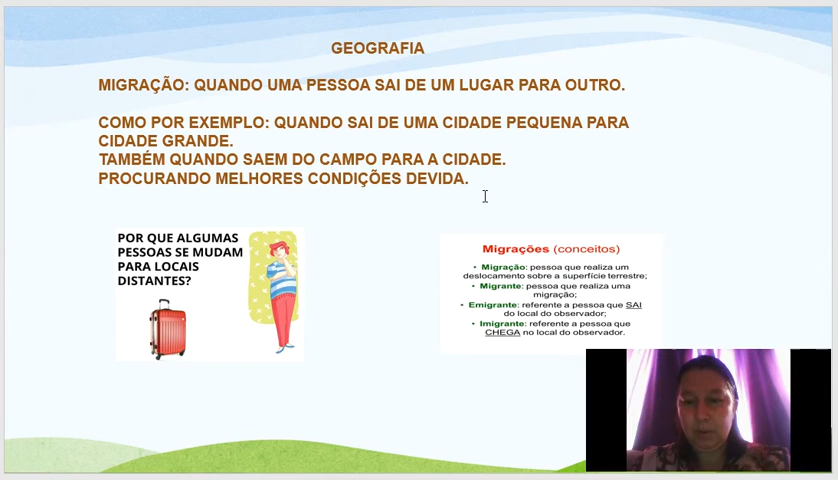 GEOGRAFIA
MIGRAÇÃO: QUANDO UMA PESSOA SAI DE UM LUGAR PARA OUTRO.
COMO POR EXEMPLO: QUANDO SAI DE UMA CIDADE PEQUENA PARA
CIDADE GRANDE.
TAMBÉM QUANDO SAEM DO CAMPO PARA A CIDADE.
PROCURANDO MELHORES CONDIÇÕES DEVIDA.
POR QUE ALGUMAS
PESSOAS SE MUDAM
PARA LOCAIS
DISTANTES?
Migrações (conceitos)
• Migração: pessoa que realiza um
deslocamento sobre a superfície terrestre;
• Migrante: pessoa que realiza uma
migração;
• Emigrante: referente a pessoa que SAI
do local do observador;
• Imigrante: referente a pessoa que
CHEGA no local do observador.